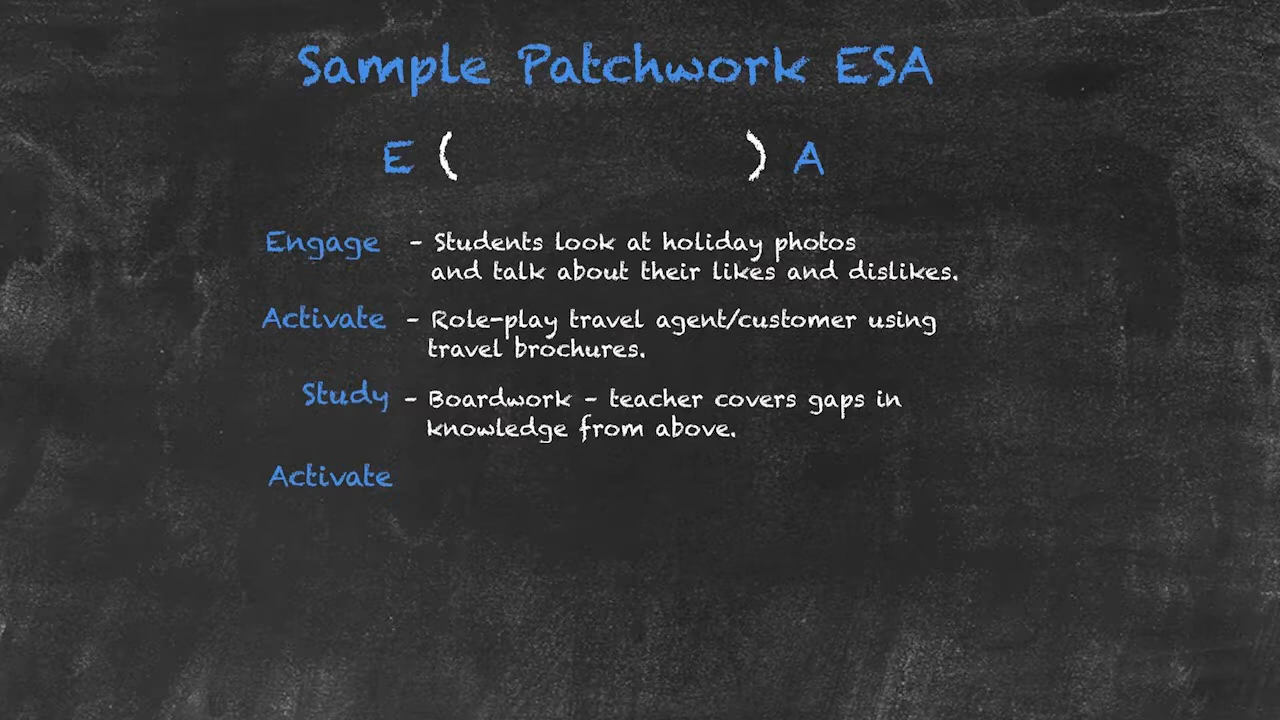 Sample Patchwork ESA
E ( ) A
Engage - Students look at holiday photos
and talk about their likes and dislikes.
Activate - Role-play travel agent/customer using
travel brochures.
Study - Boardwork - teacher covers gaps in
knowledge from above.
Activate